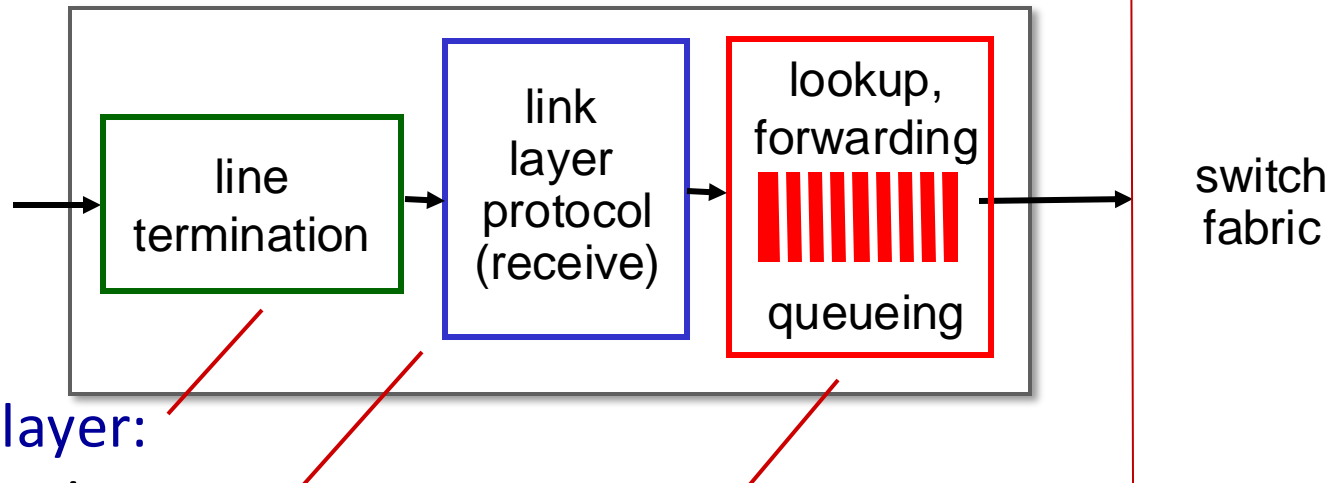 line
termination
link
layer
protocol
(receive)
lookup,
forwarding
queueing
switch
fabric
layer: